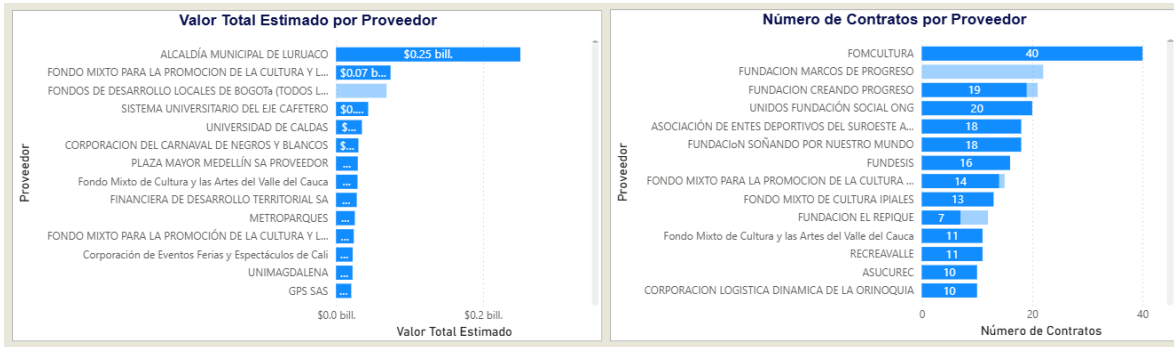 Valor Total Estimado por Proveedor
Proveedor
ALCALDÍA MUNICIPAL DE LURUACO
$0.25 bill.
FONDO MIXTO PARA LA PROMOCION DE LA CULTURA Y L...
$0.07 b...
FONDOS DE DESARROLLO LOCALES DE BOGOTa (TODOS L...
SISTEMA UNIVERSITARIO DEL EJE CAFETERO
$0....
UNIVERSIDAD DE CALDAS
$...
CORPORACION DEL CARNAVAL DE NEGROS Y BLANCOS
$...
PLAZA MAYOR MEDELLÍN SA PROVEEDOR
...
Fondo Mixto de Cultura y las Artes del Valle del Cauca
...
FINANCIERA DE DESARROLLO TERRITORIAL SA
...
METROPARQUES
...
FONDO MIXTO PARA LA PROMOCIÓN DE LA CULTURA Y L...
...
Corporación de Eventos Ferias y Espectáculos de Cali
...
UNIMAGDALENA
...
GPS SAS
...
$0.0 bill.
$0.2 bill.
Valor Total Estimado
Número de Contratos por Proveedor
Proveedor
FOMCULTURA
40
FUNDACION MARCOS DE PROGRESO
FUNDACION CREANDO PROGRESO
19
UNIDOS FUNDACIÓN SOCIAL ONG
20
ASOCIACIÓN DE ENTES DEPORTIVOS DEL SUROESTE A...
18
FUNDACIoN SOÑANDO POR NUESTRO MUNDO
18
FUNDESIS
16
FONDO MIXTO PARA LA PROMOCION DE LA CULTURA ...
14
FONDO MIXTO DE CULTURA IPIALES
13
FUNDACION EL REPIQUE
7
Fondo Mixto de Cultura y las Artes del Valle del Cauca
11
RECREAVALLE
11
ASUCUREC
10
CORPORACION LOGISTICA DINAMICA DE LA ORINOQUIA
10
0
20
40
Número de Contratos